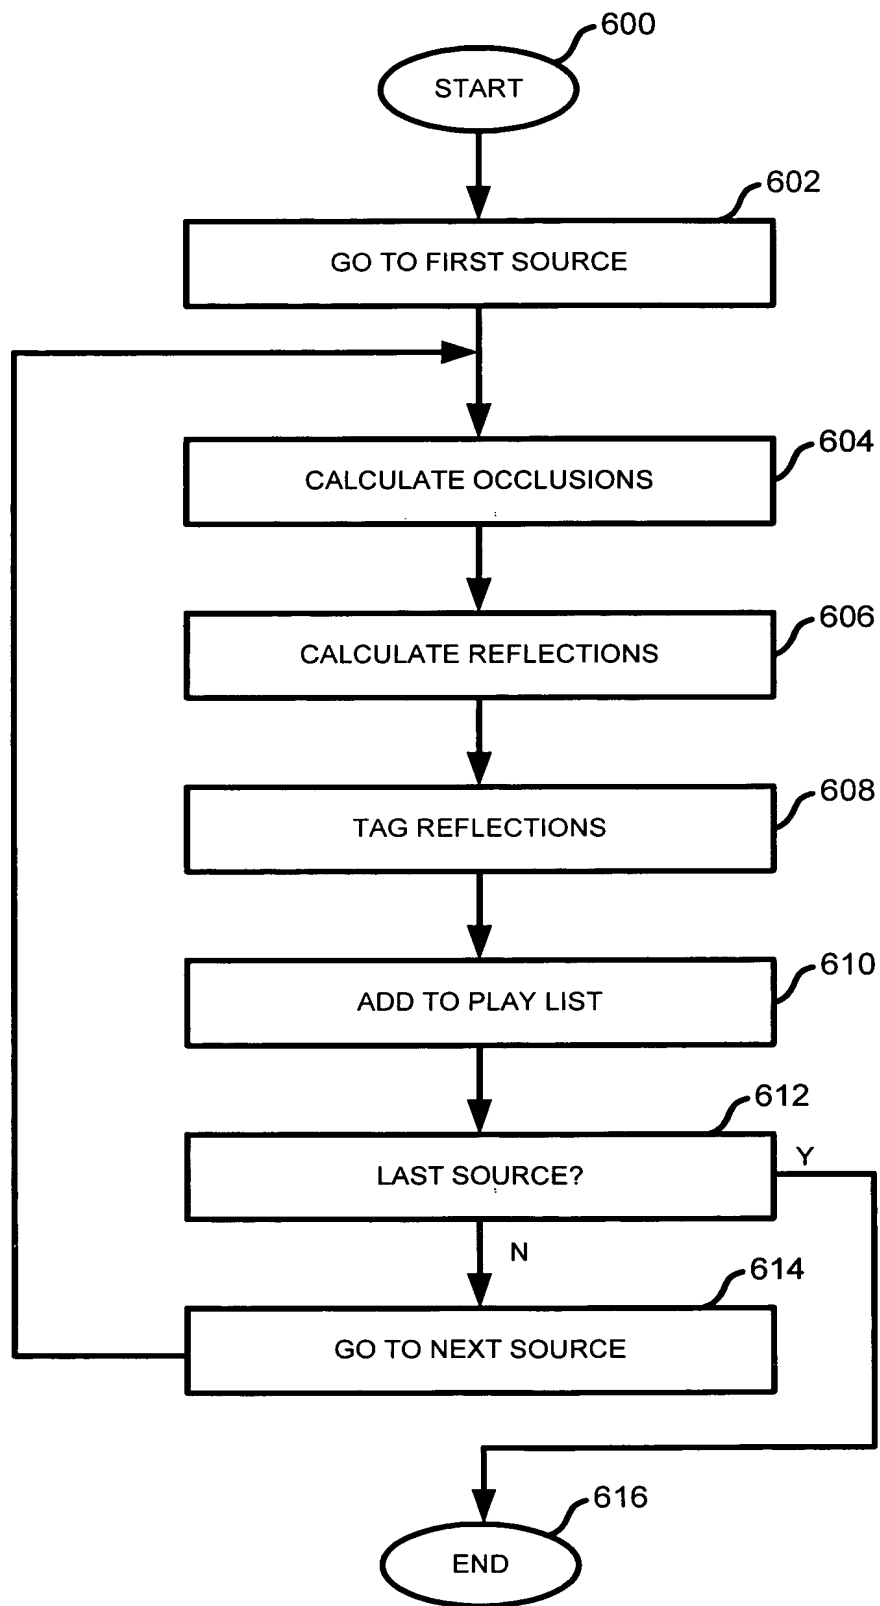 600
START
602
GO TO FIRST SOURCE
604
CALCULATE OCCLUSIONS
606
CALCULATE REFLECTIONS
608
TAG REFLECTIONS
610
ADD TO PLAY LIST
612
LAST SOURCE?
Y
N
614
GO TO NEXT SOURCE
616
END